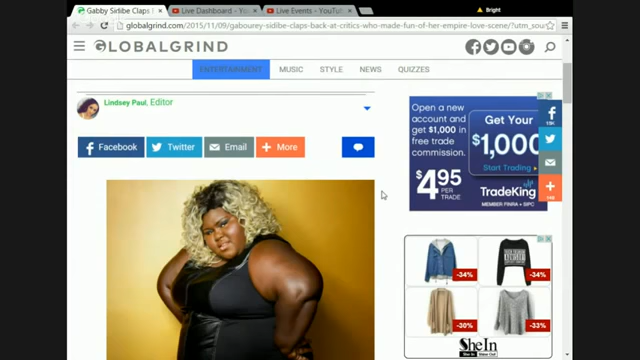 Gabby Sidibe Claps B
Live Dashboard - YouT
Live Events - YouTube
Bright
globalgrind.com/2015/11/09/gabourey-sidibe-claps-back-at-critics-who-made-fun-of-her-empire-love-scene/?utm_sou
GLOBALGRIND
ENTERTAINMENT
MUSIC
STYLE
NEWS
QUIZZES
Lindsey Paul, Editor
Facebook
Twitter
Email
More
Open a new
account and
get $1,000
in free trade
commission.
$4.95
PER
TRADE
Get Your
$1,000
Start Trading
TradeKing
MEMBER FINRA + SIPC
-34%
-34%
-30%
-33%
SheIn